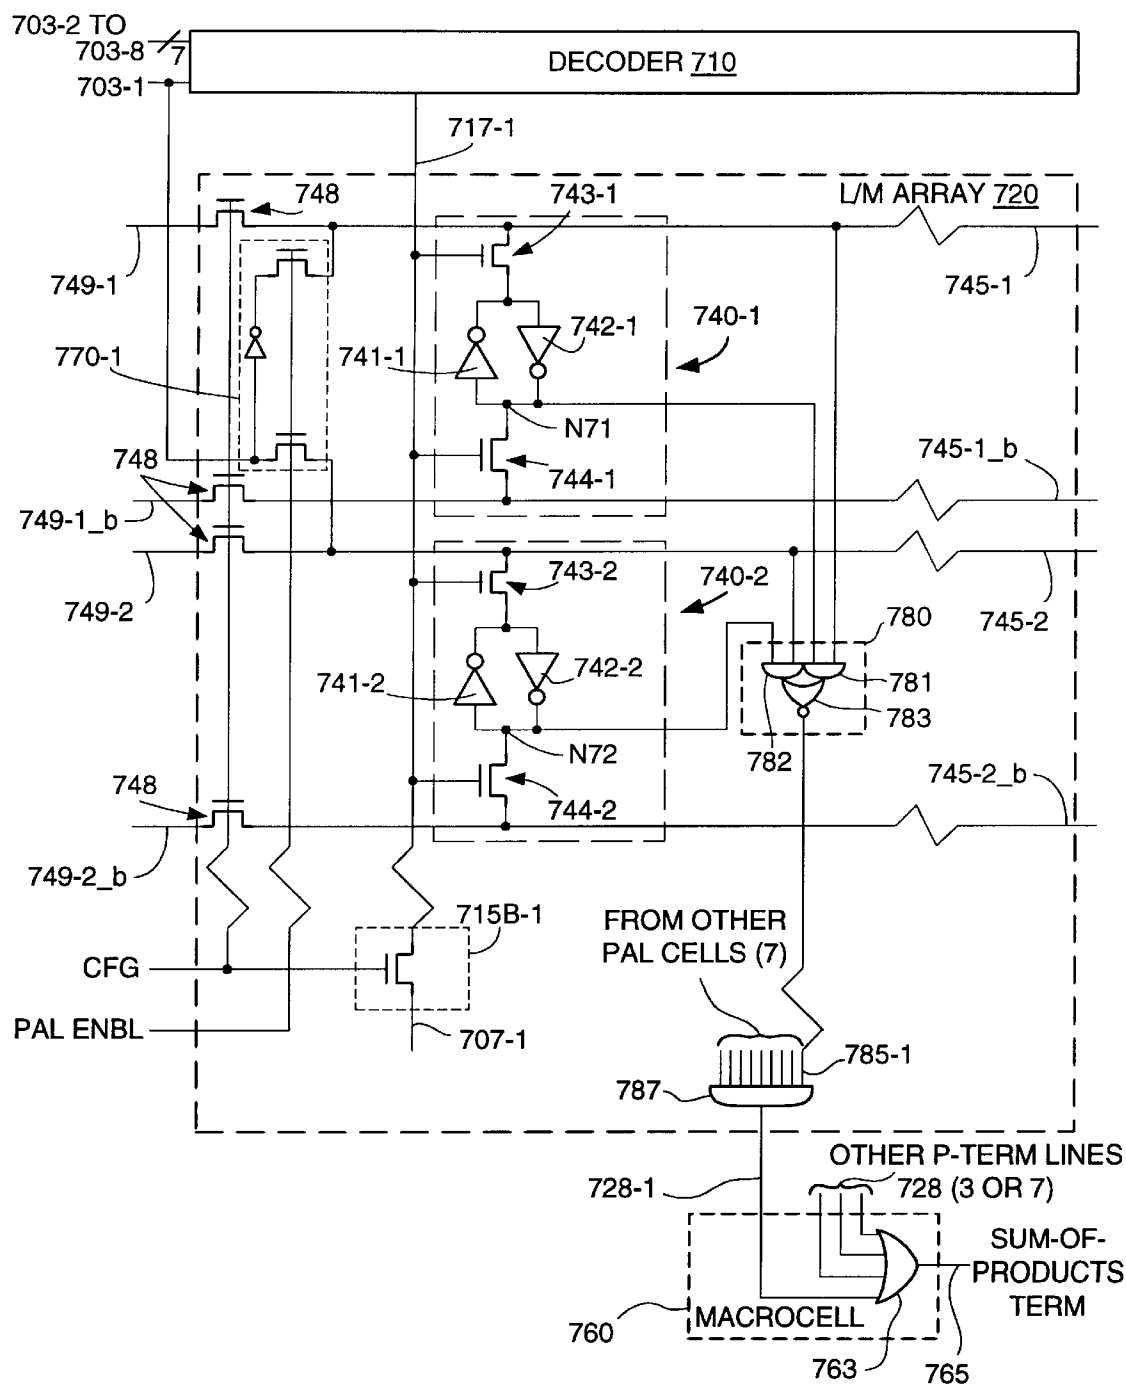 703-2 TO
703-8
7
703-1
DECODER 710
717-1
L/M ARRAY 720
748
743-1
749-1
745-1
740-1
742-1
741-1
770-1
N71
748
744-1
745-1_b
749-1_b
743-2
740-2
749-2
745-2
780
742-2
741-2
781
783
782
N72
748
744-2
745-2_b
749-2_b
715B-1
FROM OTHER
PAL CELLS (7)
CFG
PAL ENBL
707-1
785-1
787
OTHER P-TERM LINES
728 (3 OR 7)
728-1
SUM-OF-
PRODUCTS
TERM
MACROCELL
760
763
765